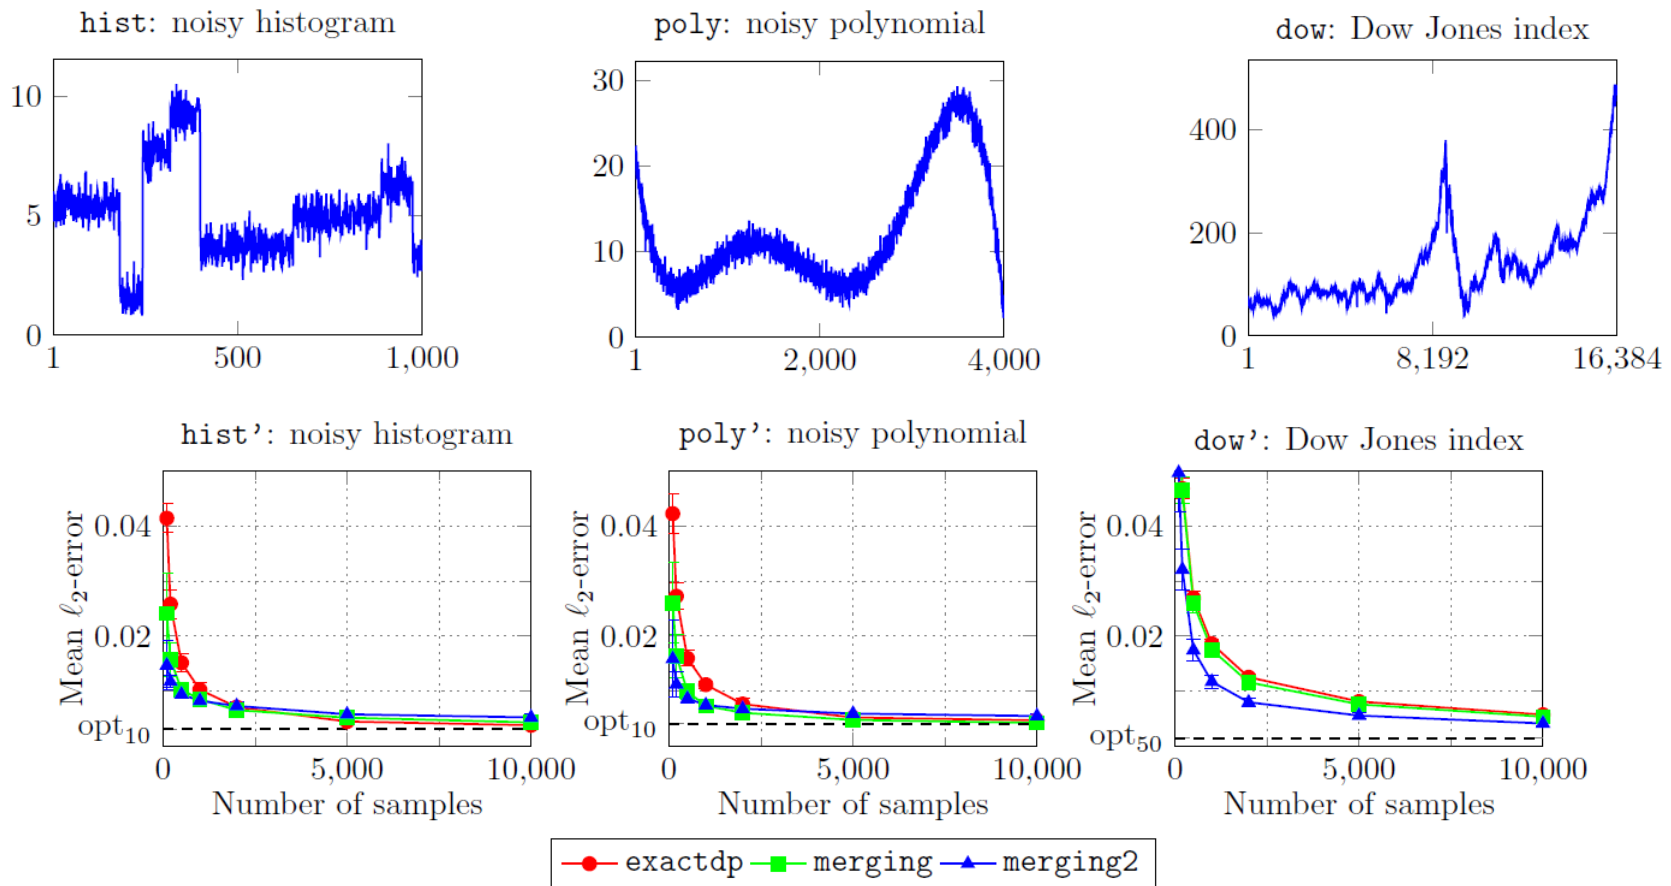 hist: noisy histogram
10
5
0
1
500
1,000
poly: noisy polynomial
30
20
10
0
1
2,000
4,000
dow: Dow Jones index
400
200
0
1
8,192
16,384
hist': noisy histogram
Mean ℓ₂-error
0.04
0.02
opt₁₀
0
5,000
10,000
Number of samples
poly': noisy polynomial
Mean ℓ₂-error
0.04
0.02
opt₁₀
0
5,000
10,000
Number of samples
dow': Dow Jones index
Mean ℓ₂-error
0.04
0.02
opt₅₀
0
5,000
10,000
Number of samples
exactdp merging merging2